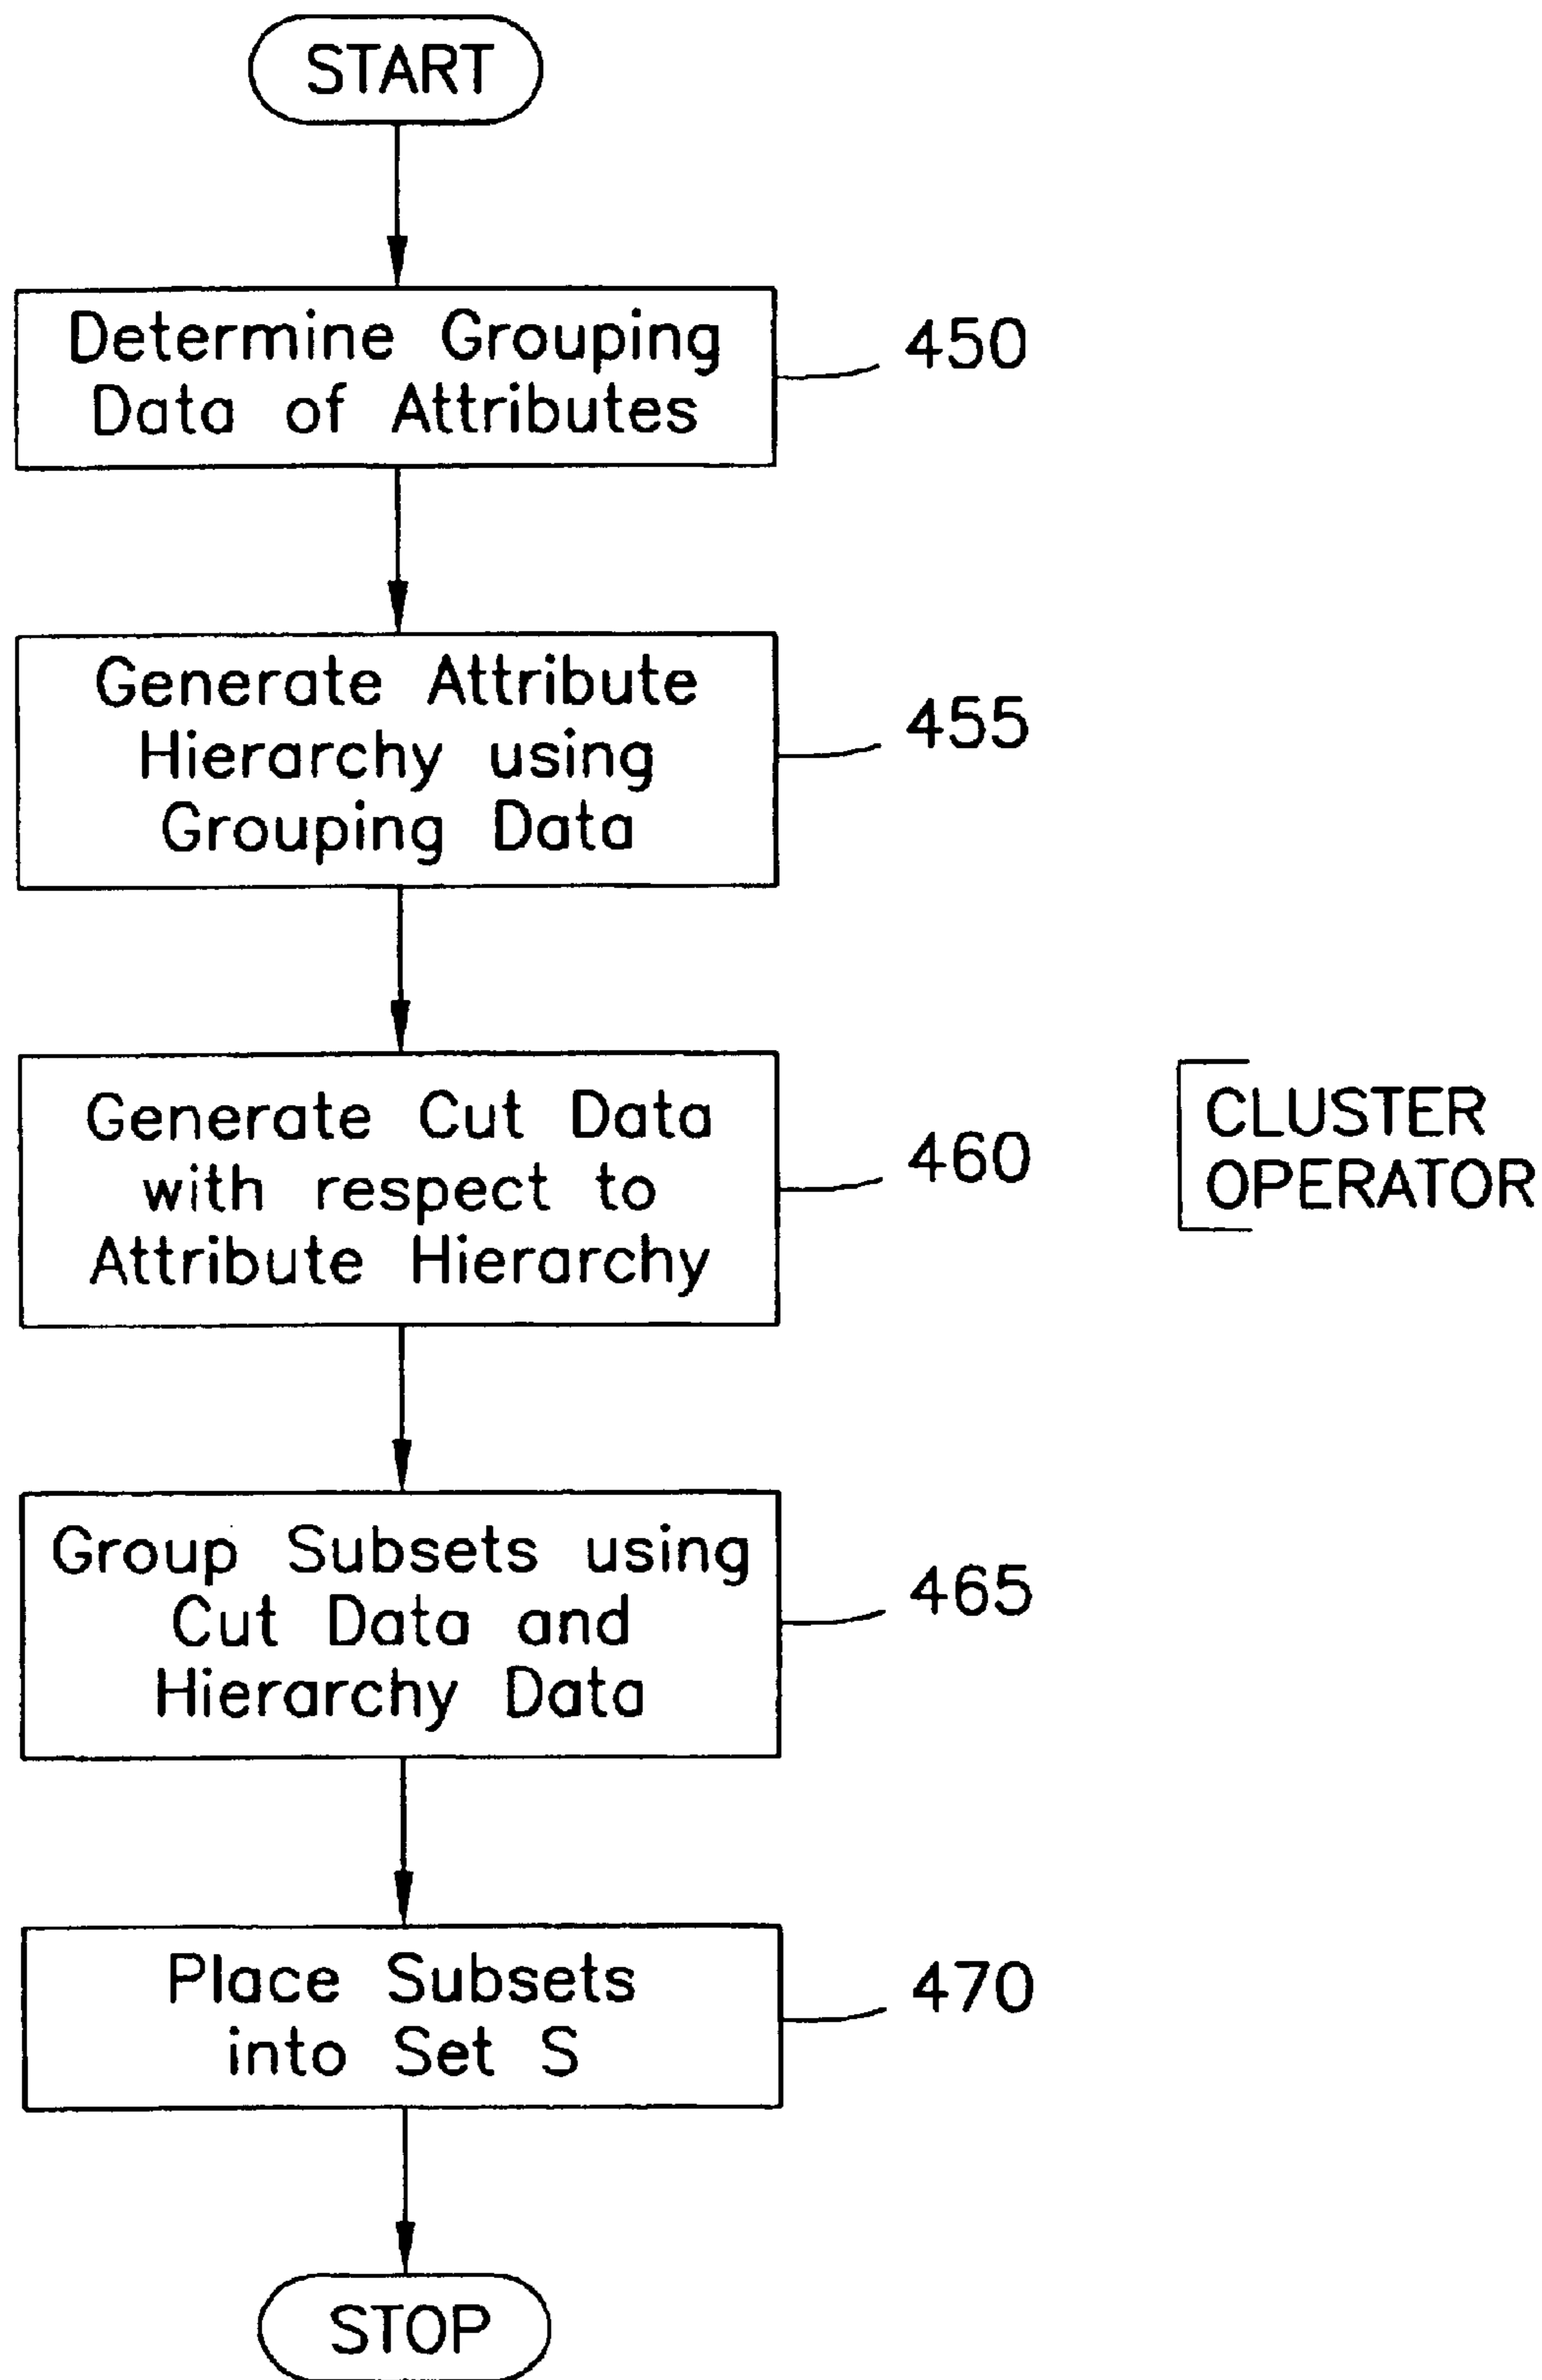 START
Determine Grouping
Data of Attributes
450
Generate Attribute
Hierarchy using
Grouping Data
455
Generate Cut Data
with respect to
Attribute Hierarchy
460
CLUSTER
OPERATOR
Group Subsets using
Cut Data and
Hierarchy Data
465
Place Subsets
into Set S
470
STOP